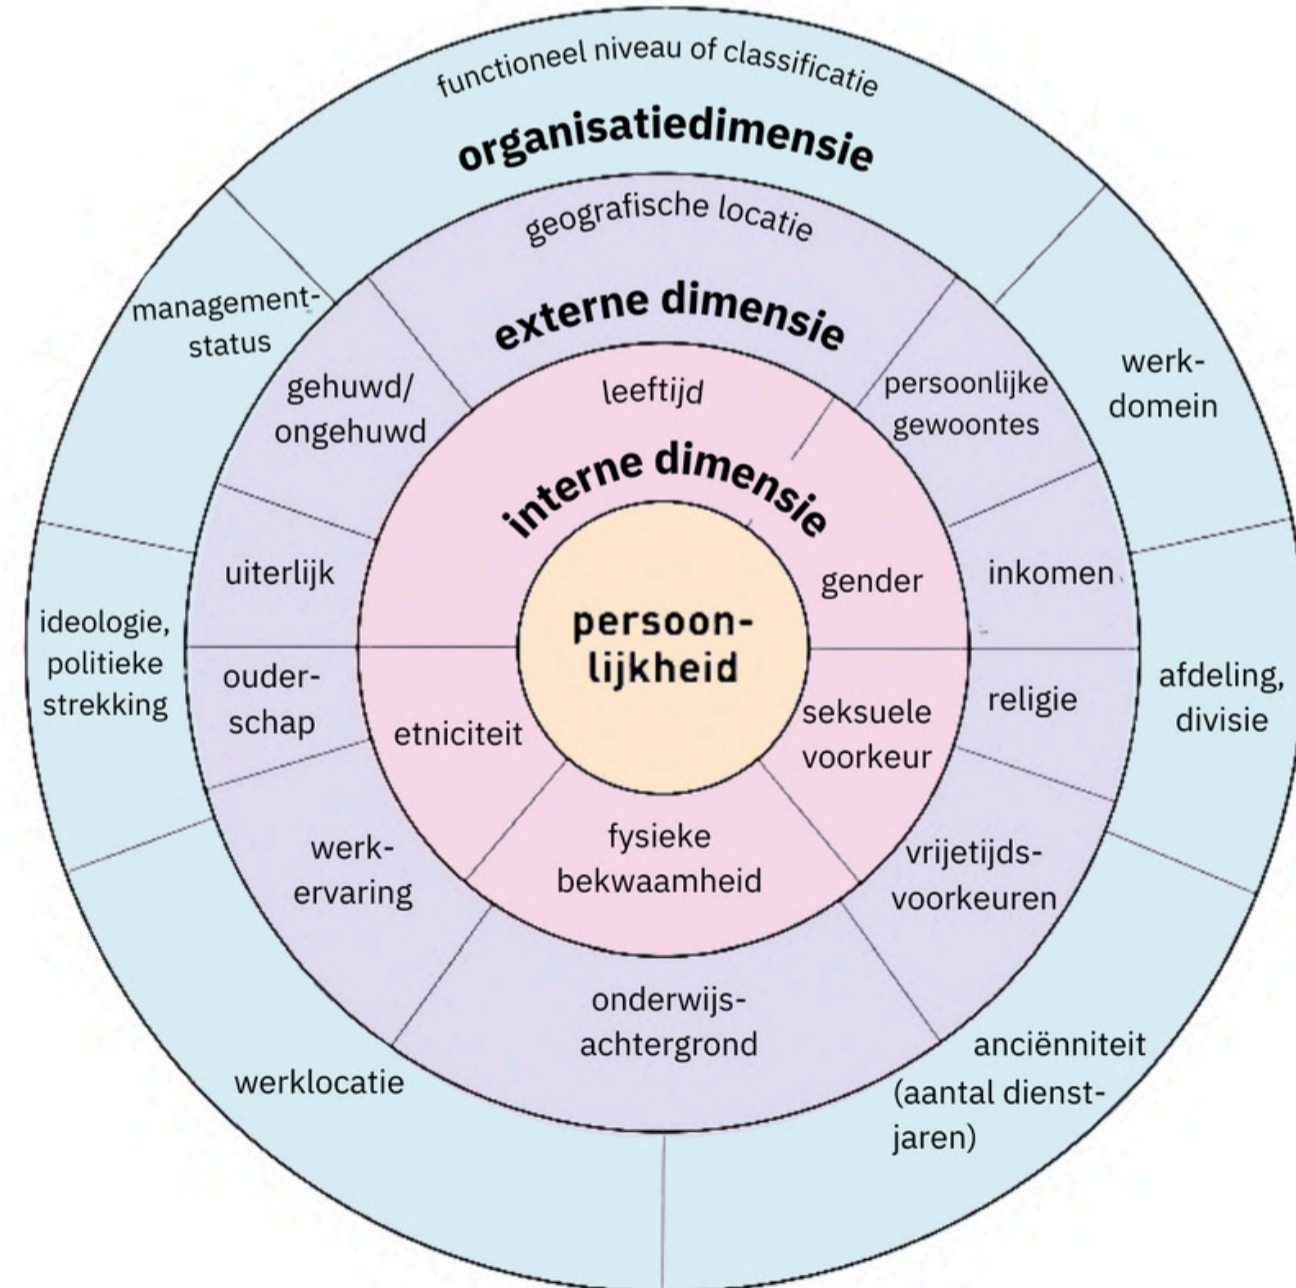 functioneel niveau of classificatie
organisatiedimensie
geografische locatie
externe dimensie
leeftijd
interne dimensie
persoon-
lijkheid
management-
status
gehuwd/
ongehuwd
persoonlijke
gewoontes
werk-
domein
uiterlijk
gender
inkomen
ideologie,
politieke
strekking
ouder-
schap
etniciteit
seksuele
voorkeur
religie
afdeling,
divisie
werk-
ervaring
fysieke
bekwaamheid
vrijetijds-
voorkeuren
onderwijs-
achtergrond
werklocatie
anciënniteit
(aantal dienst-
jaren)